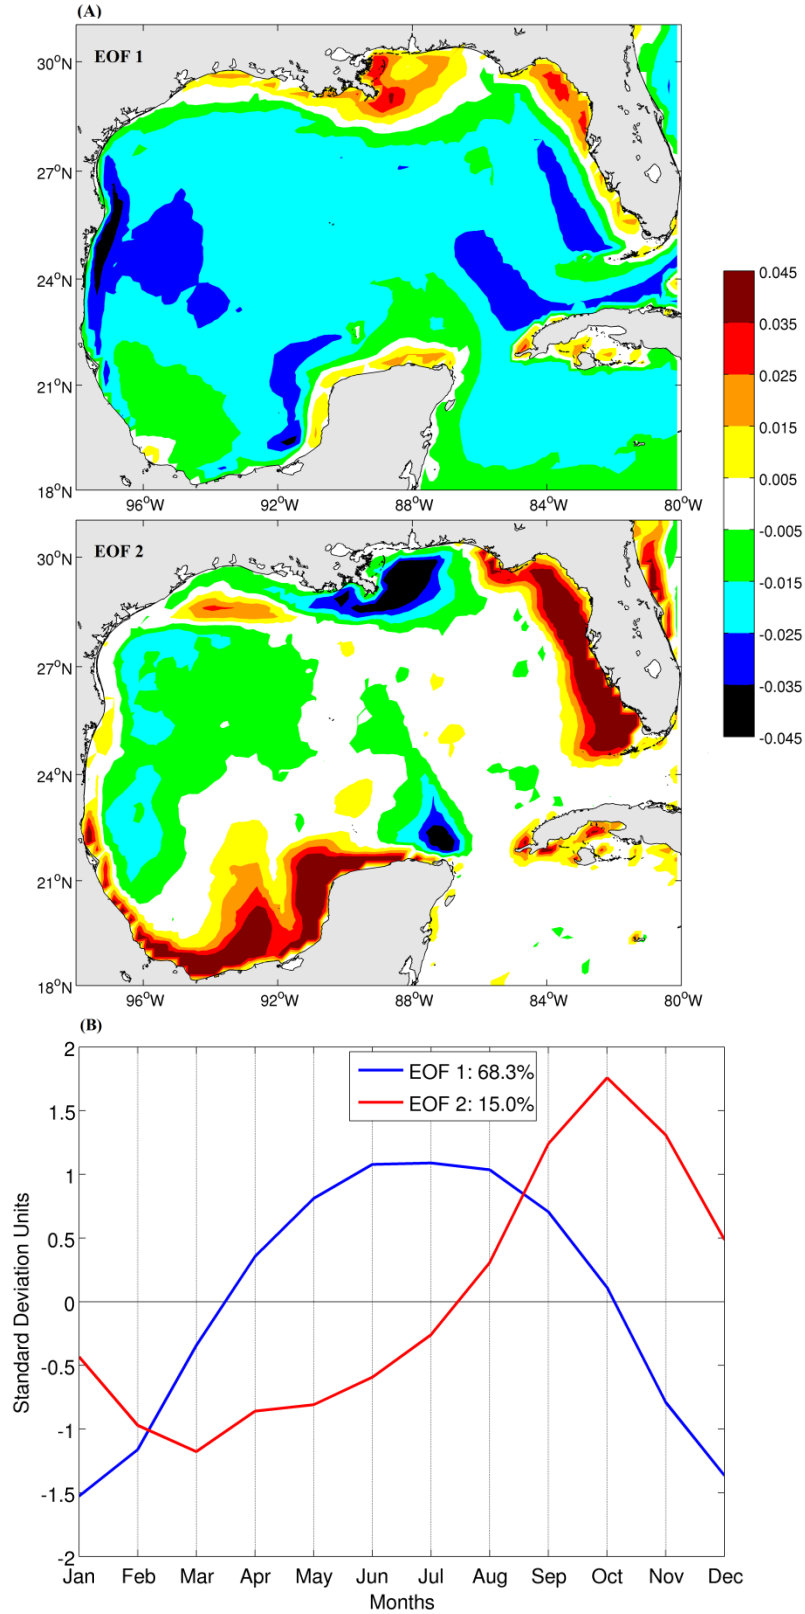 (A)
EOF 1
30°N
27°N
24°N
21°N
18°N
96°W 92°W 88°W 84°W 80°W
0.045
0.035
0.025
0.015
0.005
-0.005
-0.015
-0.025
-0.035
-0.045
EOF 2
30°N
27°N
24°N
21°N
18°N
96°W 92°W 88°W 84°W 80°W
(B)
2
1.5
1
0.5
0
-0.5
-1
-1.5
-2
Standard Deviation Units
EOF 1: 68.3%
EOF 2: 15.0%
Jan Feb Mar Apr May Jun Jul Aug Sep Oct Nov Dec
Months